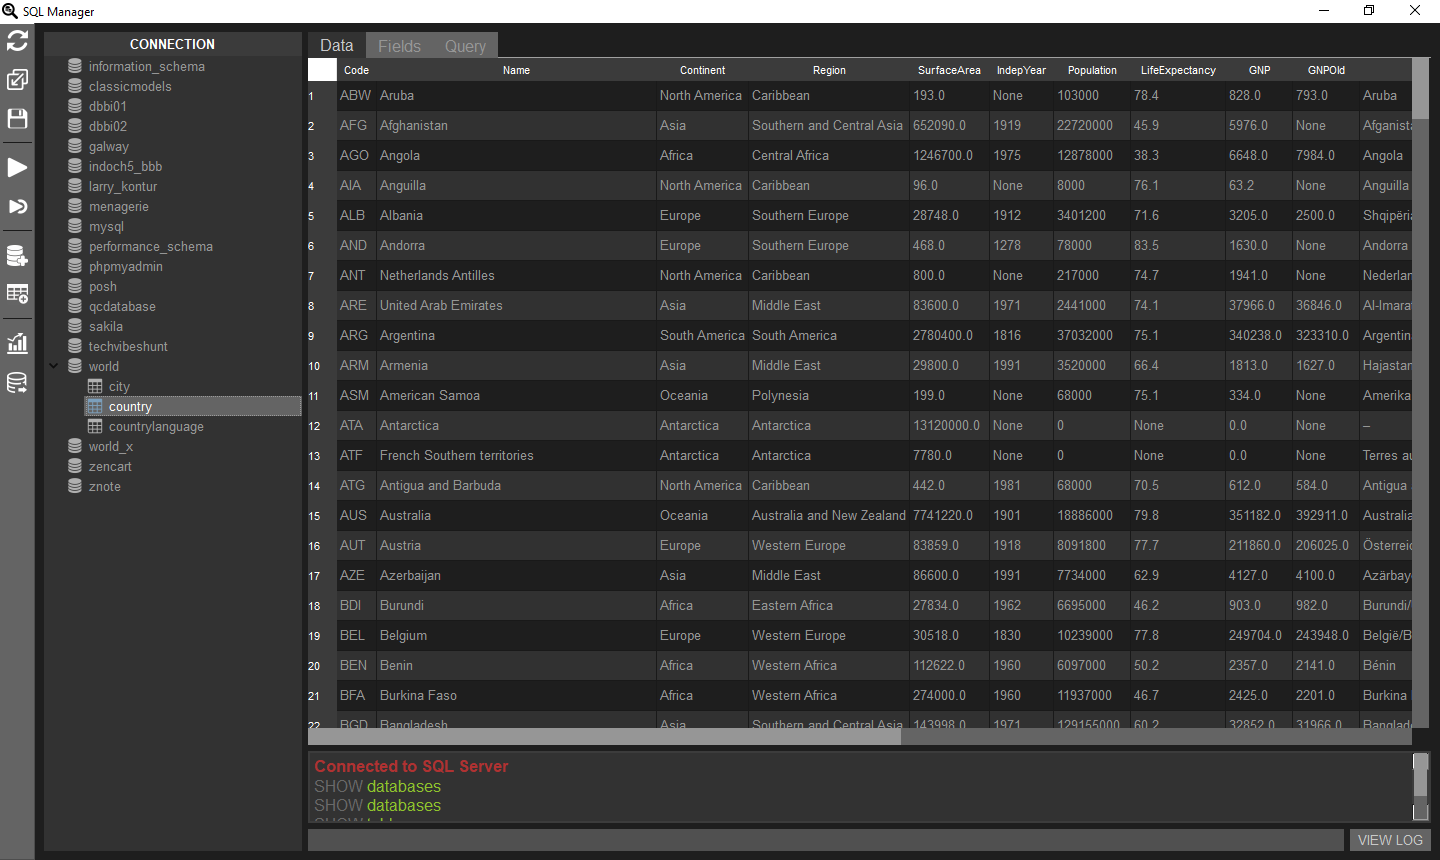 SQL Manager
CONNECTION
information_schema
classicmodels
dbbi01
dbbi02
galway
indoch5_bbb
larry_kontur
menagerie
mysql
performance_schema
phpmyadmin
posh
qcdatabase
sakila
techvibeshunt
world
city
country
countrylanguage
world_x
zencart
znote
Data Fields Query
Code Name Continent Region SurfaceArea IndepYear Population LifeExpectancy GNP GNPOld
1 ABW Aruba North America Caribbean 193.0 None 103000 78.4 828.0 793.0 Aruba
2 AFG Afghanistan Asia Southern and Central Asia 652090.0 1919 22720000 45.9 5976.0 None Afganista
3 AGO Angola Africa Central Africa 1246700.0 1975 12878000 38.3 6648.0 7984.0 Angola
4 AIA Anguilla North America Caribbean 96.0 None 8000 76.1 63.2 None Anguilla
5 ALB Albania Europe Southern Europe 28748.0 1912 3401200 71.6 3205.0 2500.0 Shqipëria
6 AND Andorra Europe Southern Europe 468.0 1278 78000 83.5 1630.0 None Andorra
7 ANT Netherlands Antilles North America Caribbean 800.0 None 217000 74.7 1941.0 None Nederlan
8 ARE United Arab Emirates Asia Middle East 83600.0 1971 2441000 74.1 37966.0 36846.0 Al-Imara
9 ARG Argentina South America South America 2780400.0 1816 37032000 75.1 340238.0 323310.0 Argentin
10 ARM Armenia Asia Middle East 29800.0 1991 3520000 66.4 1813.0 1627.0 Hajastan
11 ASM American Samoa Oceania Polynesia 199.0 None 68000 75.1 334.0 None Amerika
12 ATA Antarctica Antarctica Antarctica 13120000.0 None 0 None 0.0 None –
13 ATF French Southern territories Antarctica Antarctica 7780.0 None 0 None 0.0 None Terres au
14 ATG Antigua and Barbuda North America Caribbean 442.0 1981 68000 70.5 612.0 584.0 Antigua
15 AUS Australia Oceania Australia and New Zealand 7741220.0 1901 18886000 79.8 351182.0 392911.0 Australia
16 AUT Austria Europe Western Europe 83859.0 1918 8091800 77.7 211860.0 206025.0 Österreic
17 AZE Azerbaijan Asia Middle East 86600.0 1991 7734000 62.9 4127.0 4100.0 Azärbay
18 BDI Burundi Africa Eastern Africa 27834.0 1962 6695000 46.2 903.0 982.0 Burundi/
19 BEL Belgium Europe Western Europe 30518.0 1830 10239000 77.8 249704.0 243948.0 België/B
20 BEN Benin Africa Western Africa 112622.0 1960 6097000 50.2 2357.0 2141.0 Bénin
21 BFA Burkina Faso Africa Western Africa 274000.0 1960 11937000 46.7 2425.0 2201.0 Burkina
22 BGD Bangladesh Asia Southern and Central Asia 143998.0 1971 129155000 60.2 32852.0 31966.0 Banglad
Connected to SQL Server
SHOW databases
SHOW databases
SHOW
VIEW LOG